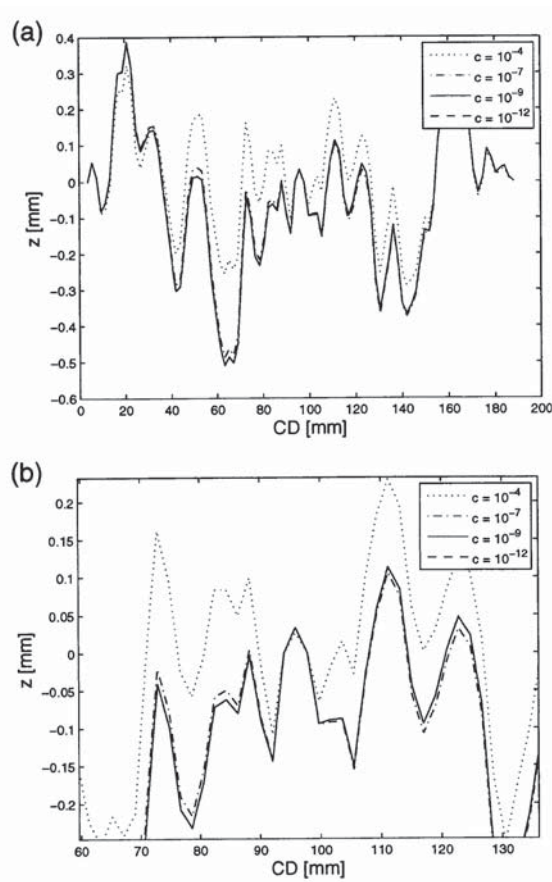 (a)
0.4
0.3
0.2
0.1
0
−0.1
−0.2
−0.3
−0.4
−0.5
−0.6
z [mm]
c = 10⁻⁴
c = 10⁻⁷
c = 10⁻⁹
c = 10⁻¹²
0 20 40 60 80 100 120 140 160 180 200
CD [mm]
(b)
0.2
0.15
0.1
0.05
0
−0.05
−0.1
−0.15
−0.2
z [mm]
c = 10⁻⁴
c = 10⁻⁷
c = 10⁻⁹
c = 10⁻¹²
60 70 80 90 100 110 120 130
CD [mm]